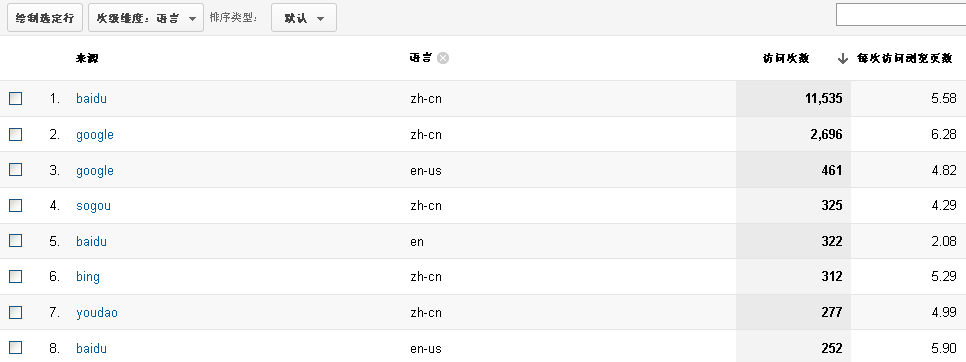 绘制选定行 次级维度：语言 排序类型： 默认
来源 语言 访问次数 每次访问浏览页数
1. baidu zh-cn 11,535 5.58
2. google zh-cn 2,696 6.28
3. google en-us 461 4.82
4. sogou zh-cn 325 4.29
5. baidu en 322 2.08
6. bing zh-cn 312 5.29
7. youdao zh-cn 277 4.99
8. baidu en-us 252 5.90